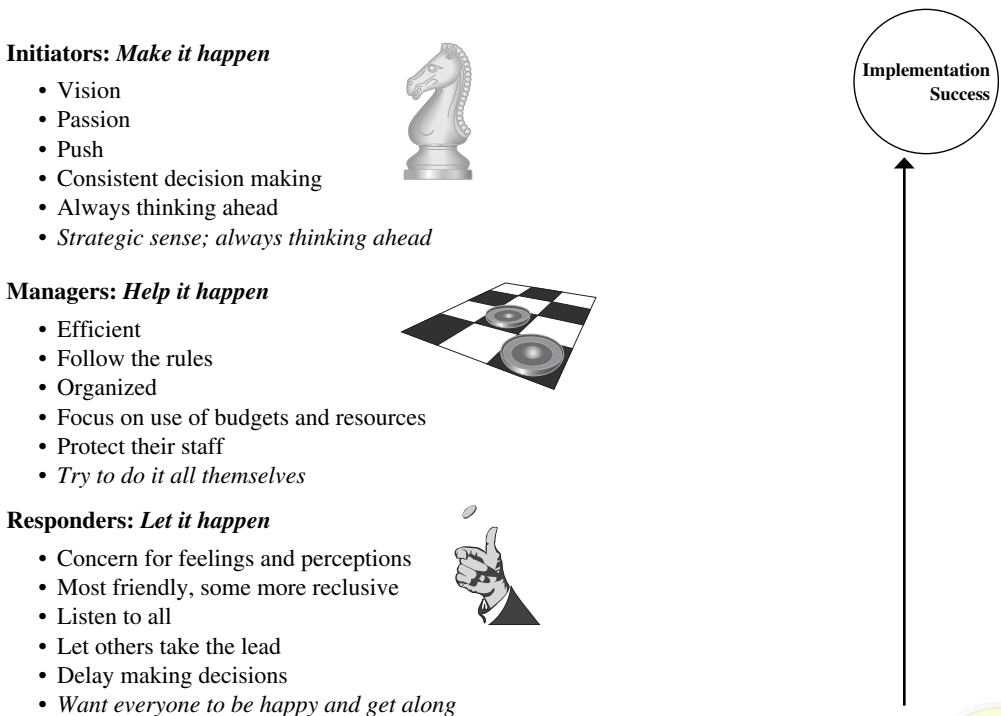 Initiators: Make it happen
• Vision
• Passion
• Push
• Consistent decision making
• Always thinking ahead
• Strategic sense; always thinking ahead
Managers: Help it happen
• Efficient
• Follow the rules
• Organized
• Focus on use of budgets and resources
• Protect their staff
• Try to do it all themselves
Responders: Let it happen
• Concern for feelings and perceptions
• Most friendly, some more reclusive
• Listen to all
• Let others take the lead
• Delay making decisions
• Want everyone to be happy and get along
Implementation
Success